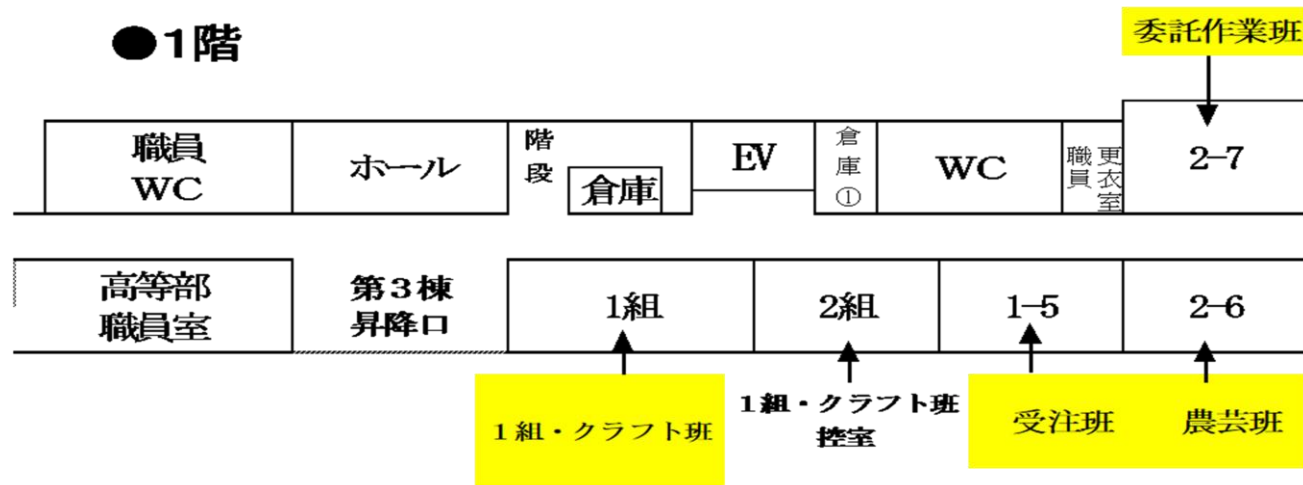 ●1階
委託作業班
職員
WC
ホール
階段
倉庫
EV
倉庫①
WC
職員
更衣室
2-7
高等部
職員室
第3棟
昇降口
1組
2組
1-5
2-6
1組・クラフト班
1組・クラフト班
控室
受注班
農芸班